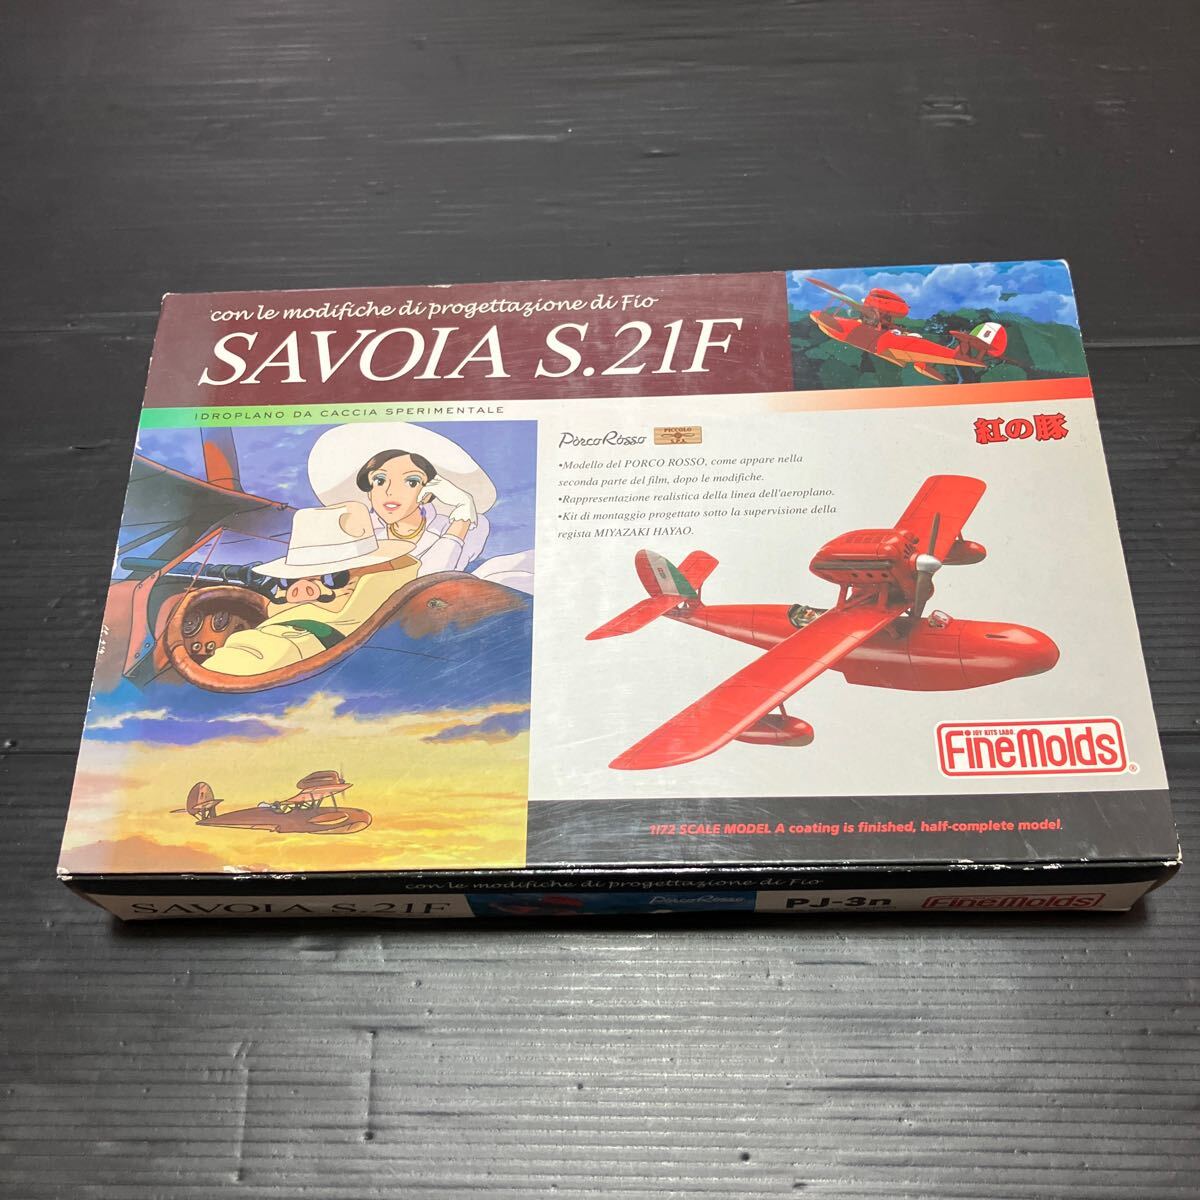 con le modifiche di progettazione di Fio
SAVOIA S.21F
IDROPLANO DA CACCIA SPERIMENTALE
Porco Rosso
PICCOLO
S.P.A.
紅の豚
•Modello del PORCO ROSSO, come appare nella
seconda parte del film, dopo le modifiche.
•Rappresentazione realistica della linea dell'aeroplano.
•Kit di montaggio progettato sotto la supervisione della
regista MIYAZAKI HAYAO.
JOY KITS LABO.
FineMolds®
1/72 SCALE MODEL A coating is finished, half-complete model.
con le modifiche di progettazione di Fio
SAVOIA S.21F
Porco Rosso
PJ-3n
FineMolds